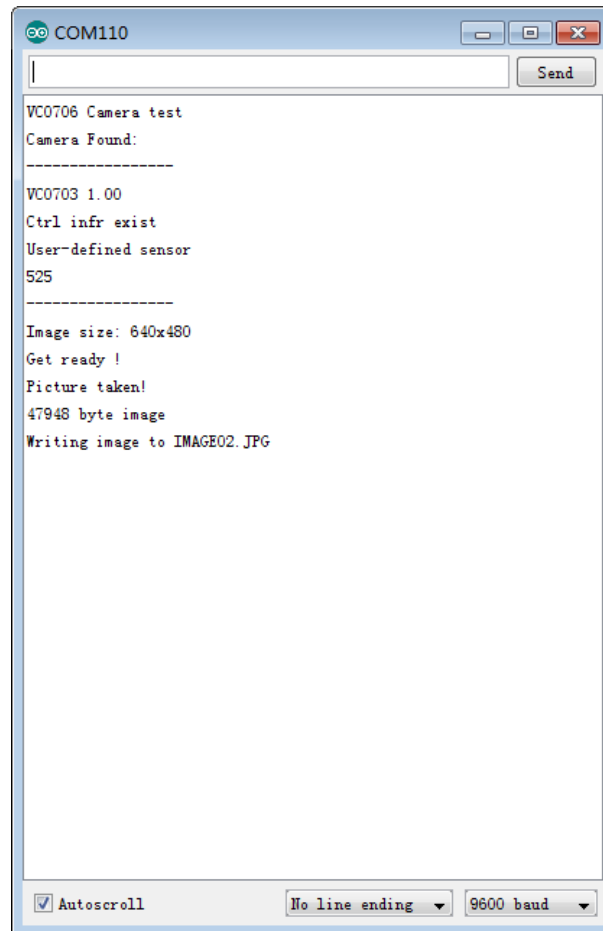 COM110
Send
VC0706 Camera test
Camera Found:
-----------------
VC0703 1.00
Ctrl infr exist
User-defined sensor
525
-----------------
Image size: 640x480
Get ready !
Picture taken!
47948 byte image
Writing image to IMAGE02.JPG
Autoscroll
No line ending
9600 baud